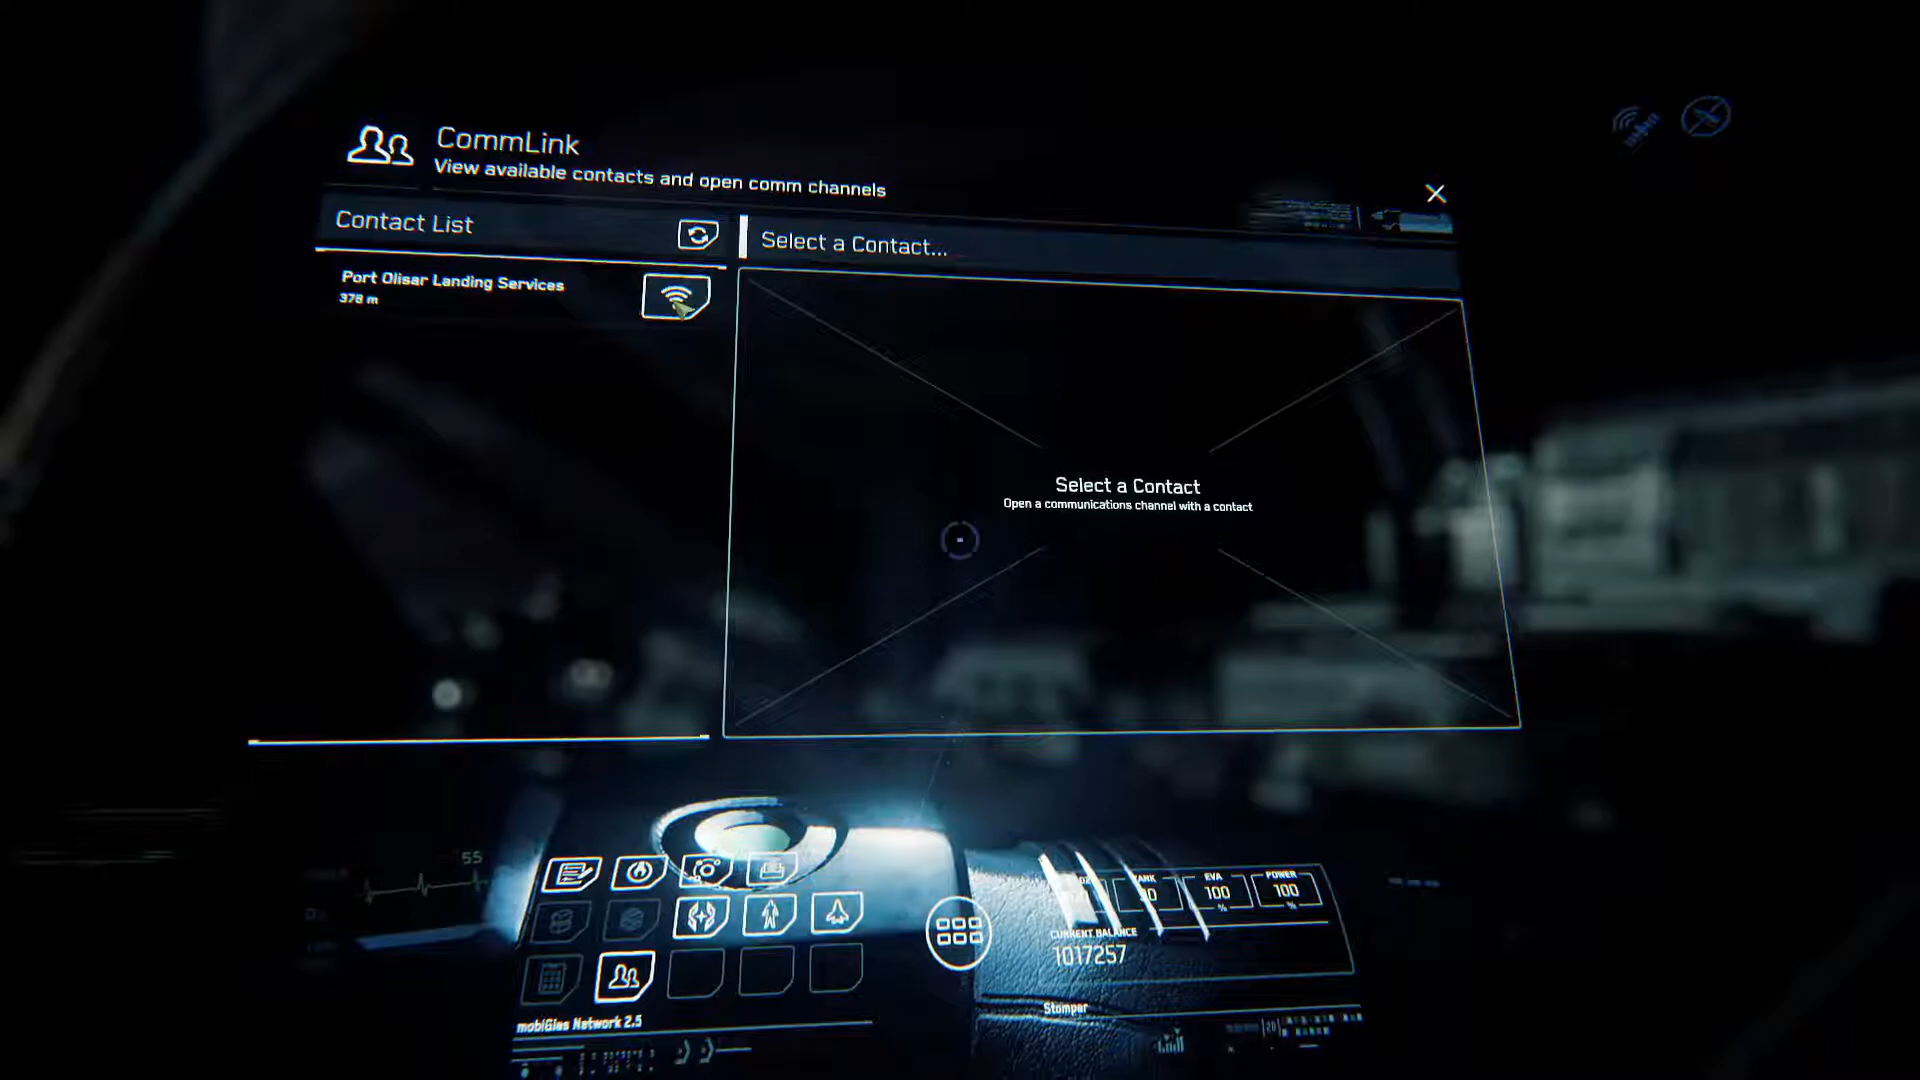 CommLink
View available contacts and open comm channels
Contact List
Select a Contact...
Port Olisar Landing Services
378 m
Select a Contact
Open a communications channel with a contact
55
EVA
POWER
100
100
%
%
CURRENT BALANCE
1017257
Stomper
mobiGlas Network 2.5